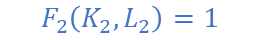 F₂(K₂, L₂) = 1